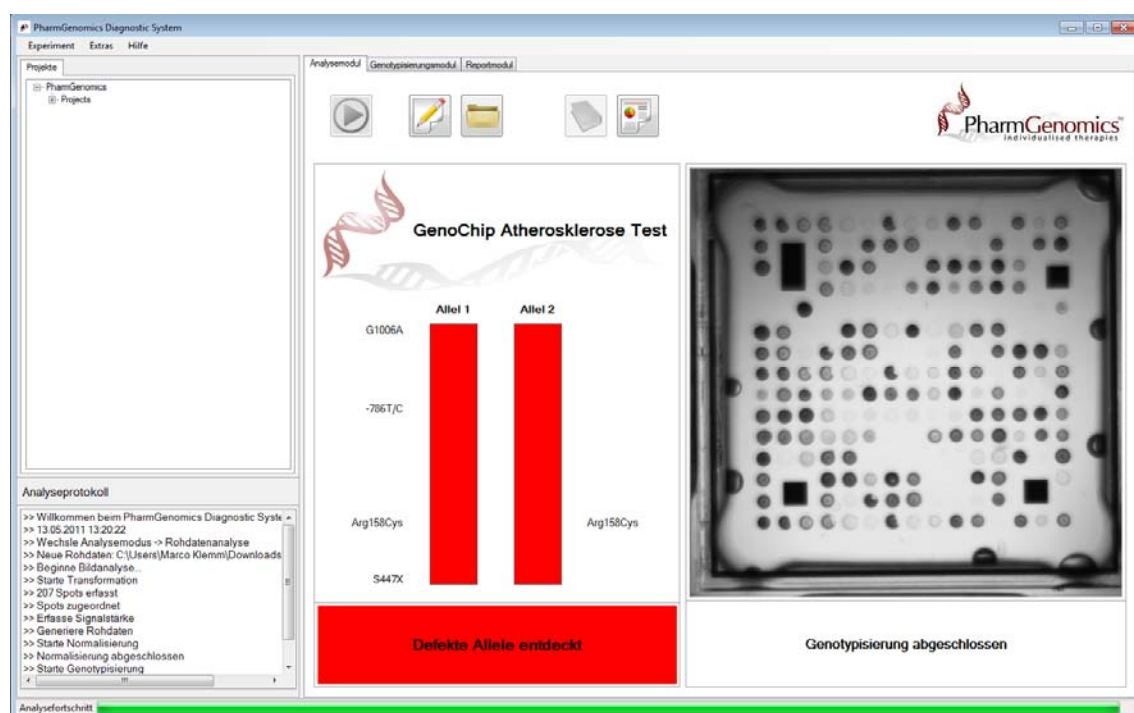 PharmGenomics Diagnostic System
Experiment Extras Hilfe
Projekte
PharmGenomics
Projects
Analysemodul Genotypisierungsmodul Reportmodul
PharmGenomics™
individualised therapies
GenoChip Atherosklerose Test
Allel 1 Allel 2
G1006A
-786T/C
Arg158Cys Arg158Cys
S447X
Defekte Allele entdeckt
Genotypisierung abgeschlossen
Analyseprotokoll
>> Willkommen beim PharmGenomics Diagnostic Syste
>> 13.05.2011 13:20:22
>> Wechsle Analysemodus -> Rohdatenanalyse
>> Neue Rohdaten: C:\Users\Marco Klemm\Downloads
>> Beginne Bildanalyse...
>> Starte Transformation
>> 207 Spots erfasst
>> Spots zugeordnet
>> Erfasse Signalstärke
>> Generiere Rohdaten
>> Starte Normalisierung
>> Normalisierung abgeschlossen
>> Starte Genotypisierung
Analysefortschritt